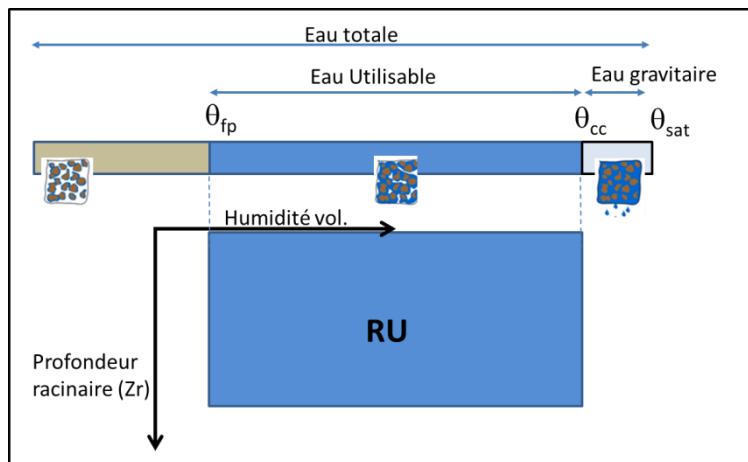 Eau totale
Eau Utilisable
Eau gravitaire
θfp
θcc
θsat
Humidité vol.
RU
Profondeur
racinaire (Zr)